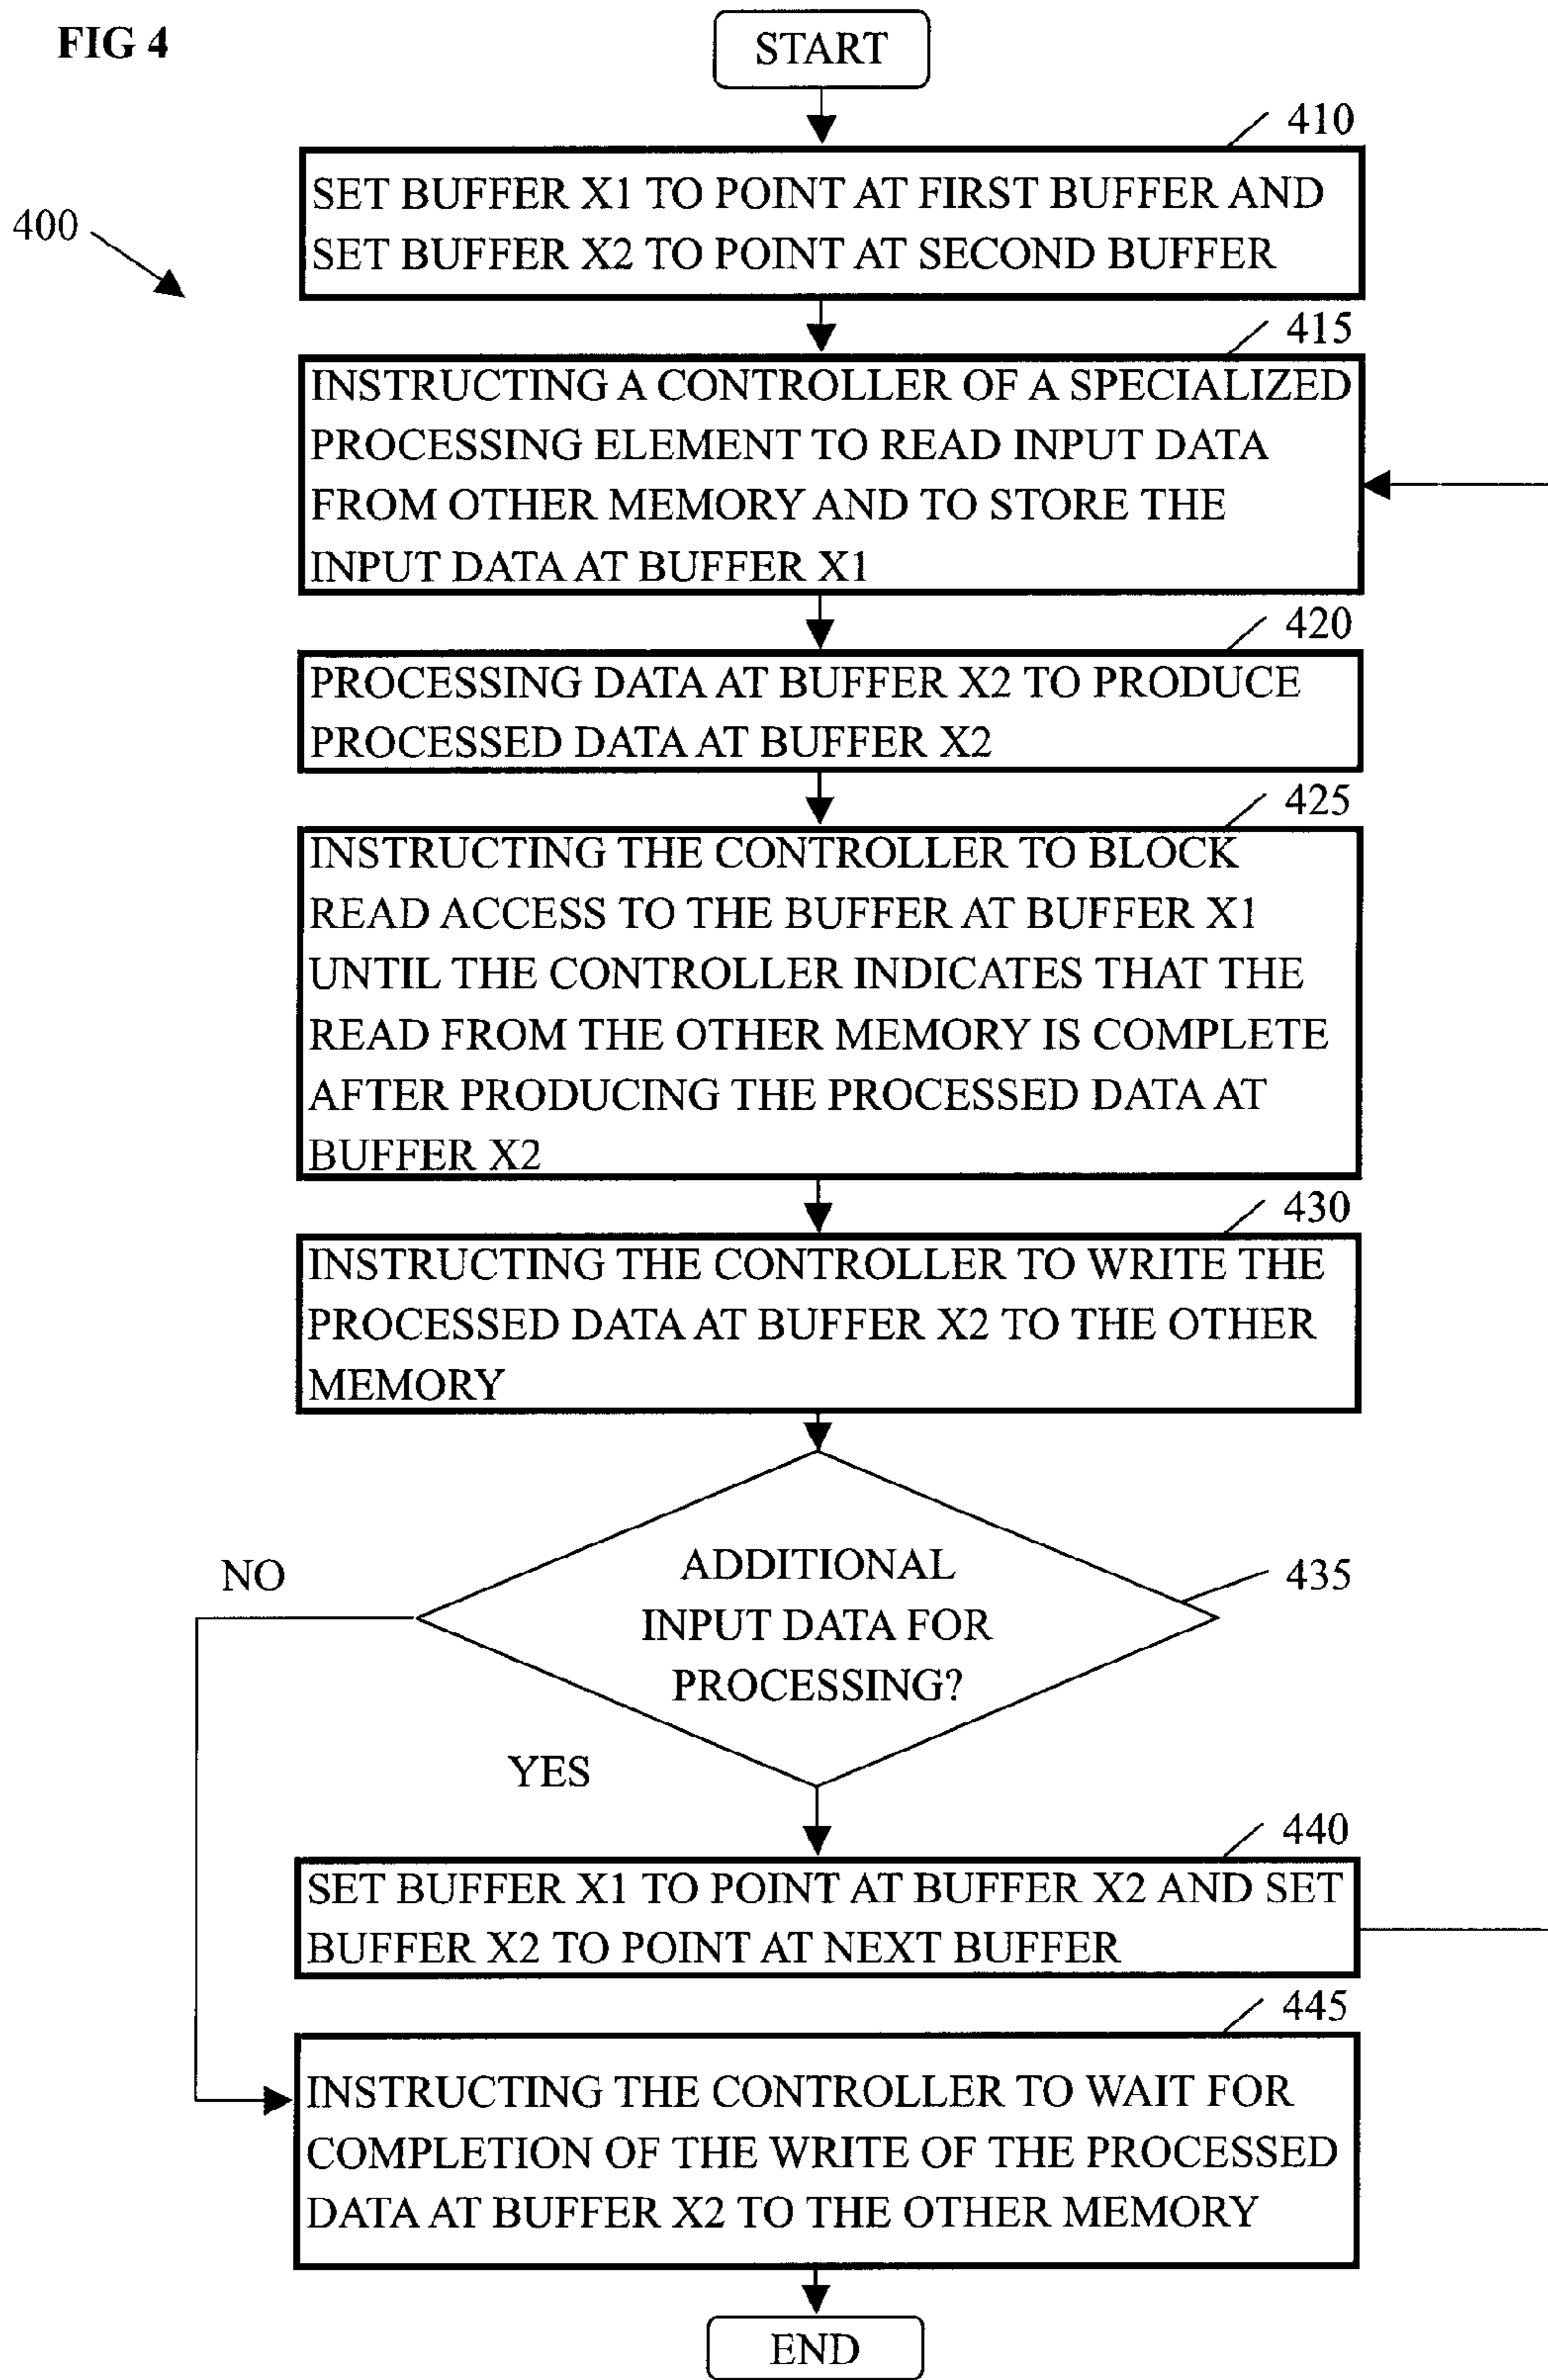 FIG 4
START
410
SET BUFFER X1 TO POINT AT FIRST BUFFER AND
SET BUFFER X2 TO POINT AT SECOND BUFFER
400
415
INSTRUCTING A CONTROLLER OF A SPECIALIZED
PROCESSING ELEMENT TO READ INPUT DATA
FROM OTHER MEMORY AND TO STORE THE
INPUT DATA AT BUFFER X1
420
PROCESSING DATA AT BUFFER X2 TO PRODUCE
PROCESSED DATA AT BUFFER X2
425
INSTRUCTING THE CONTROLLER TO BLOCK
READ ACCESS TO THE BUFFER AT BUFFER X1
UNTIL THE CONTROLLER INDICATES THAT THE
READ FROM THE OTHER MEMORY IS COMPLETE
AFTER PRODUCING THE PROCESSED DATA AT
BUFFER X2
430
INSTRUCTING THE CONTROLLER TO WRITE THE
PROCESSED DATA AT BUFFER X2 TO THE OTHER
MEMORY
NO
ADDITIONAL
INPUT DATA FOR
PROCESSING?
435
YES
440
SET BUFFER X1 TO POINT AT BUFFER X2 AND SET
BUFFER X2 TO POINT AT NEXT BUFFER
445
INSTRUCTING THE CONTROLLER TO WAIT FOR
COMPLETION OF THE WRITE OF THE PROCESSED
DATA AT BUFFER X2 TO THE OTHER MEMORY
END